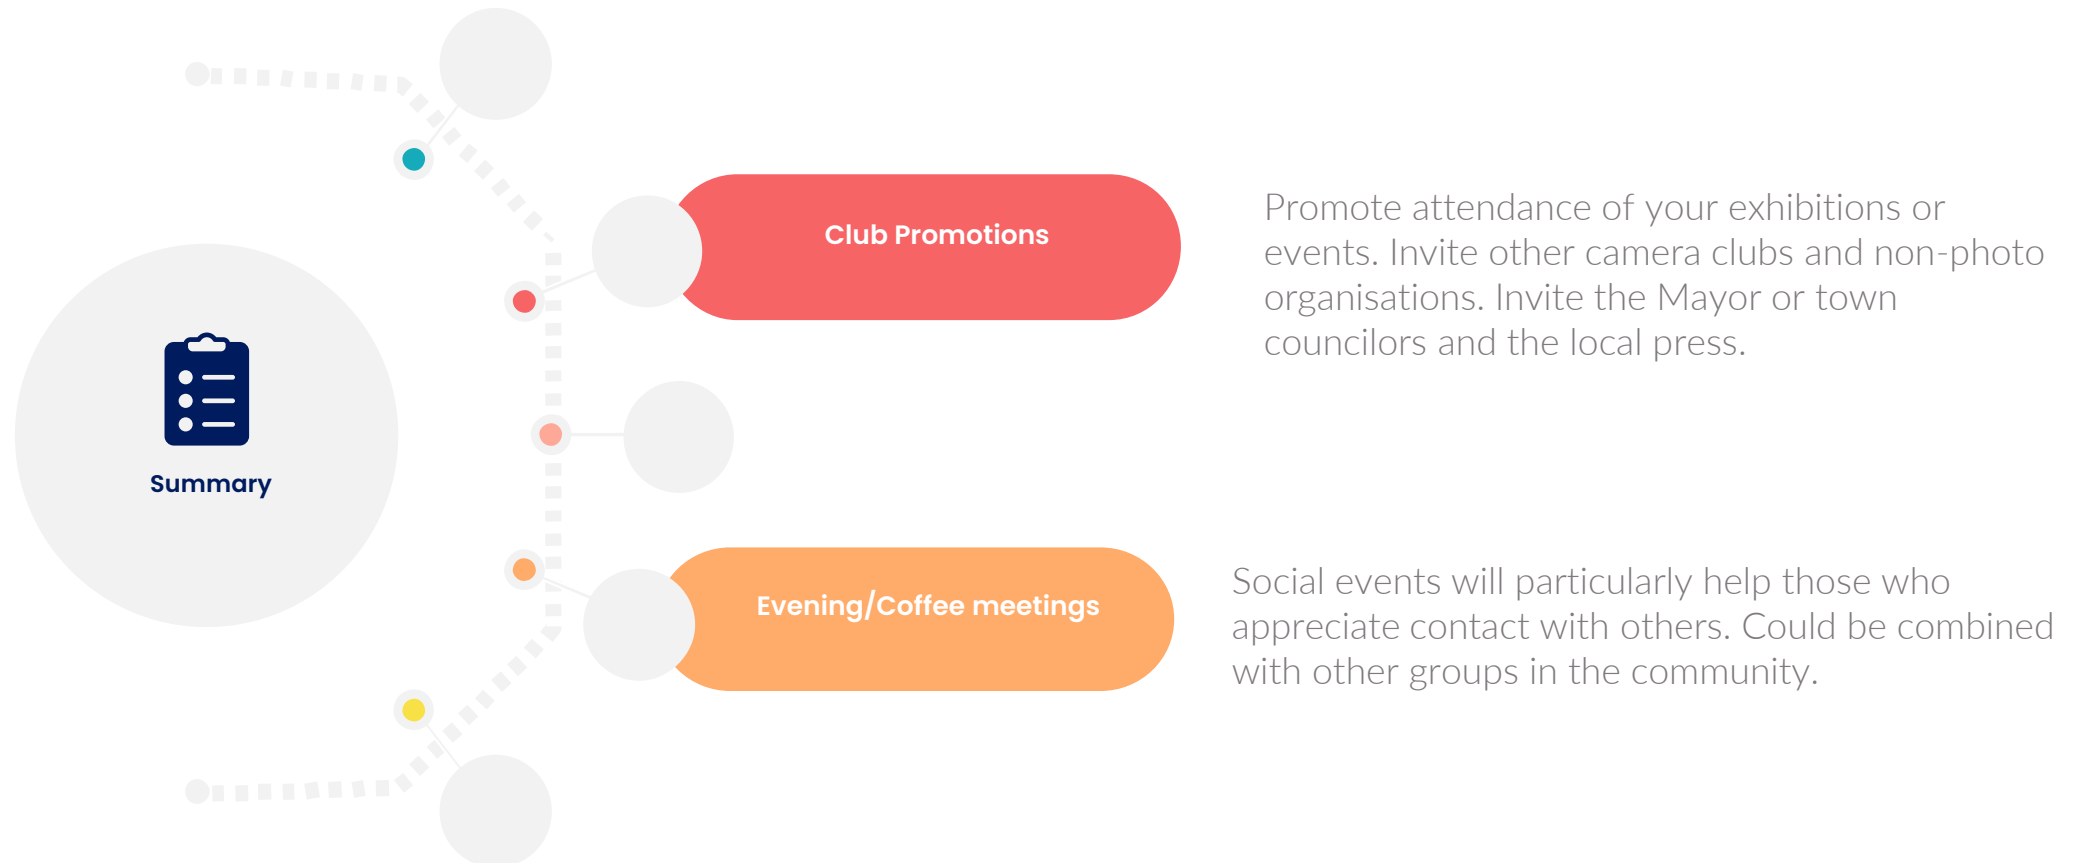 Club Promotions
Promote attendance of your exhibitions or
events. Invite other camera clubs and non-photo
organisations. Invite the Mayor or town
councilors and the local press.
Summary
Evening/Coffee meetings
Social events will particularly help those who
appreciate contact with others. Could be combined
with other groups in the community.